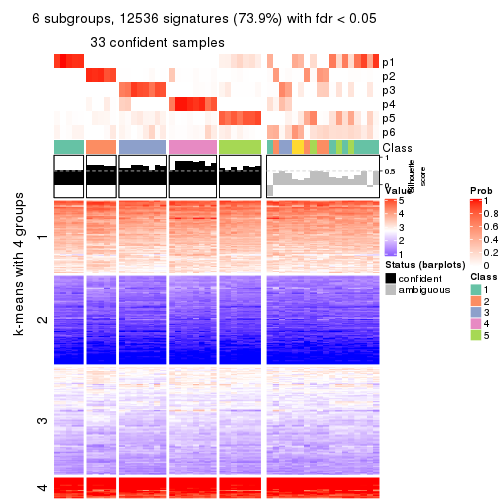 6 subgroups, 12536 signatures (73.9%) with fdr < 0.05
33 confident samples
p1
p2
p3
p4
p5
p6
Class
1
0.5
0
Silhouette
score
k-means with 4 groups
1
2
3
4
Value
5
4
3
2
1
Status (barplots)
confident
ambiguous
Prob
1
0.8
0.6
0.4
0.2
0
Class
1
2
3
4
5